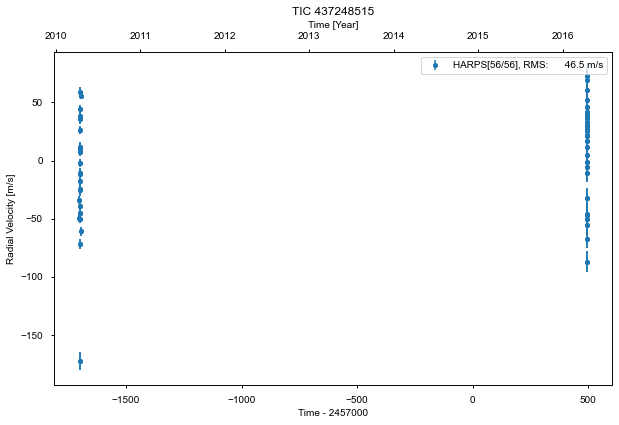 TIC 437248515
Time [Year]
2010 2011 2012 2013 2014 2015 2016
HARPS[56/56], RMS: 46.5 m/s
Radial Velocity [m/s]
50
0
−50
−100
−150
−1500 −1000 −500 0 500
Time - 2457000